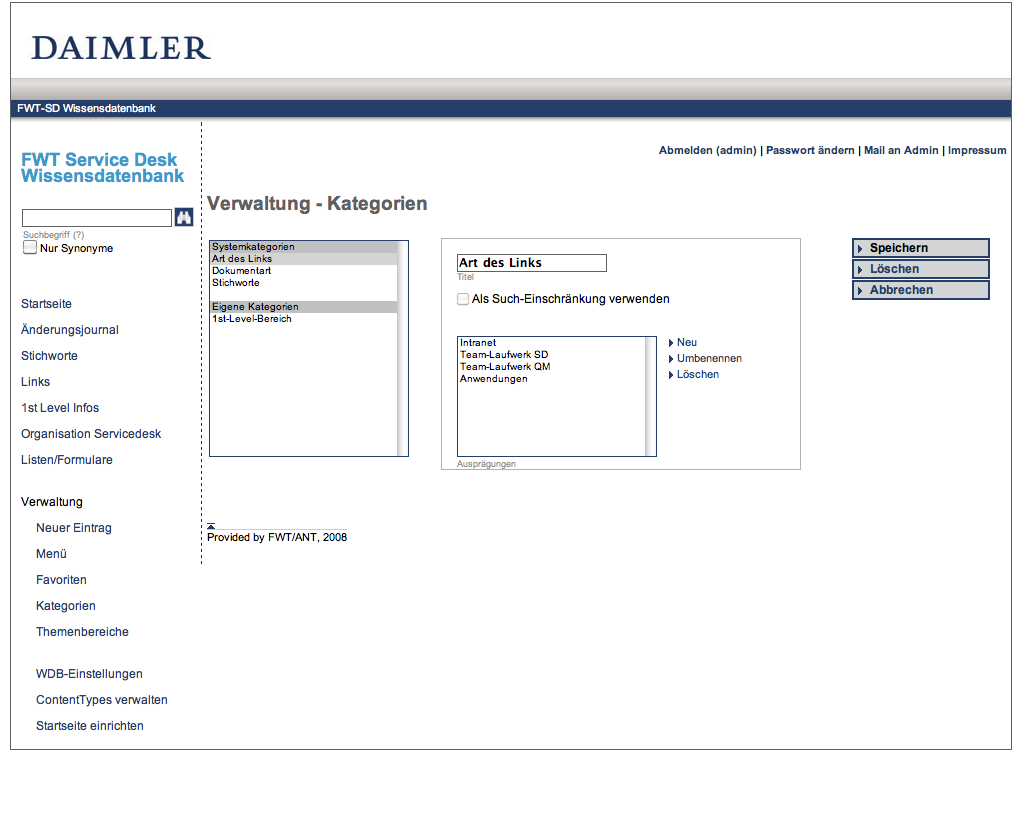 DAIMLER
FWT-SD Wissensdatenbank
Abmelden (admin) | Passwort ändern | Mail an Admin | Impressum
FWT Service Desk
Wissensdatenbank
Suchbegriff (?)
Nur Synonyme
Startseite
Änderungsjournal
Stichworte
Links
1st Level Infos
Organisation Servicedesk
Listen/Formulare
Verwaltung
Neuer Eintrag
Menü
Favoriten
Kategorien
Themenbereiche
WDB-Einstellungen
ContentTypes verwalten
Startseite einrichten
Verwaltung - Kategorien
Systemkategorien
Art des Links
Dokumentart
Stichworte
Eigene Kategorien
1st-Level-Bereich
Art des Links
Titel
Als Such-Einschränkung verwenden
Intranet
Team-Laufwerk SD
Team-Laufwerk QM
Anwendungen
Ausprägungen
Neu
Umbenennen
Löschen
Speichern
Löschen
Abbrechen
Provided by FWT/ANT, 2008